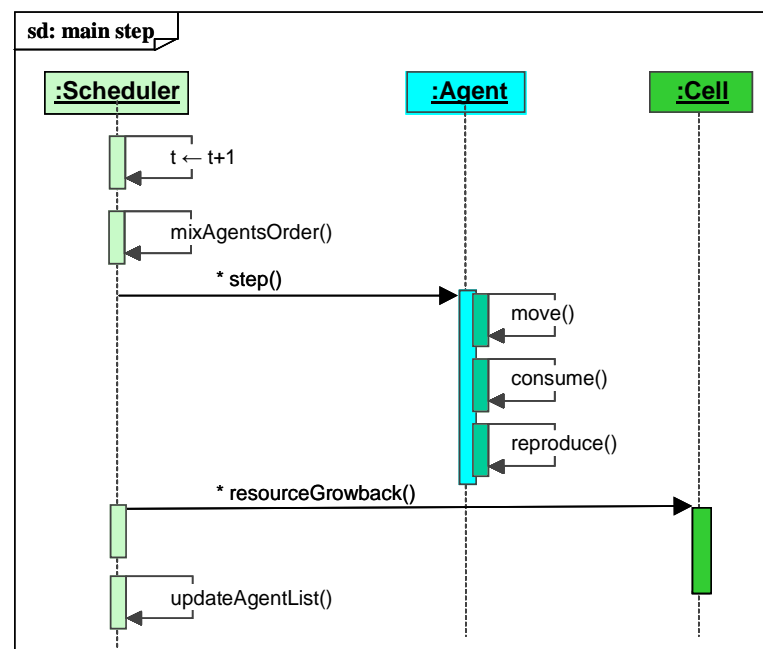 sd: main step
:Scheduler
:Agent
:Cell
t ← t+1
mixAgentsOrder()
* step()
move()
consume()
reproduce()
* resourceGrowback()
updateAgentList()